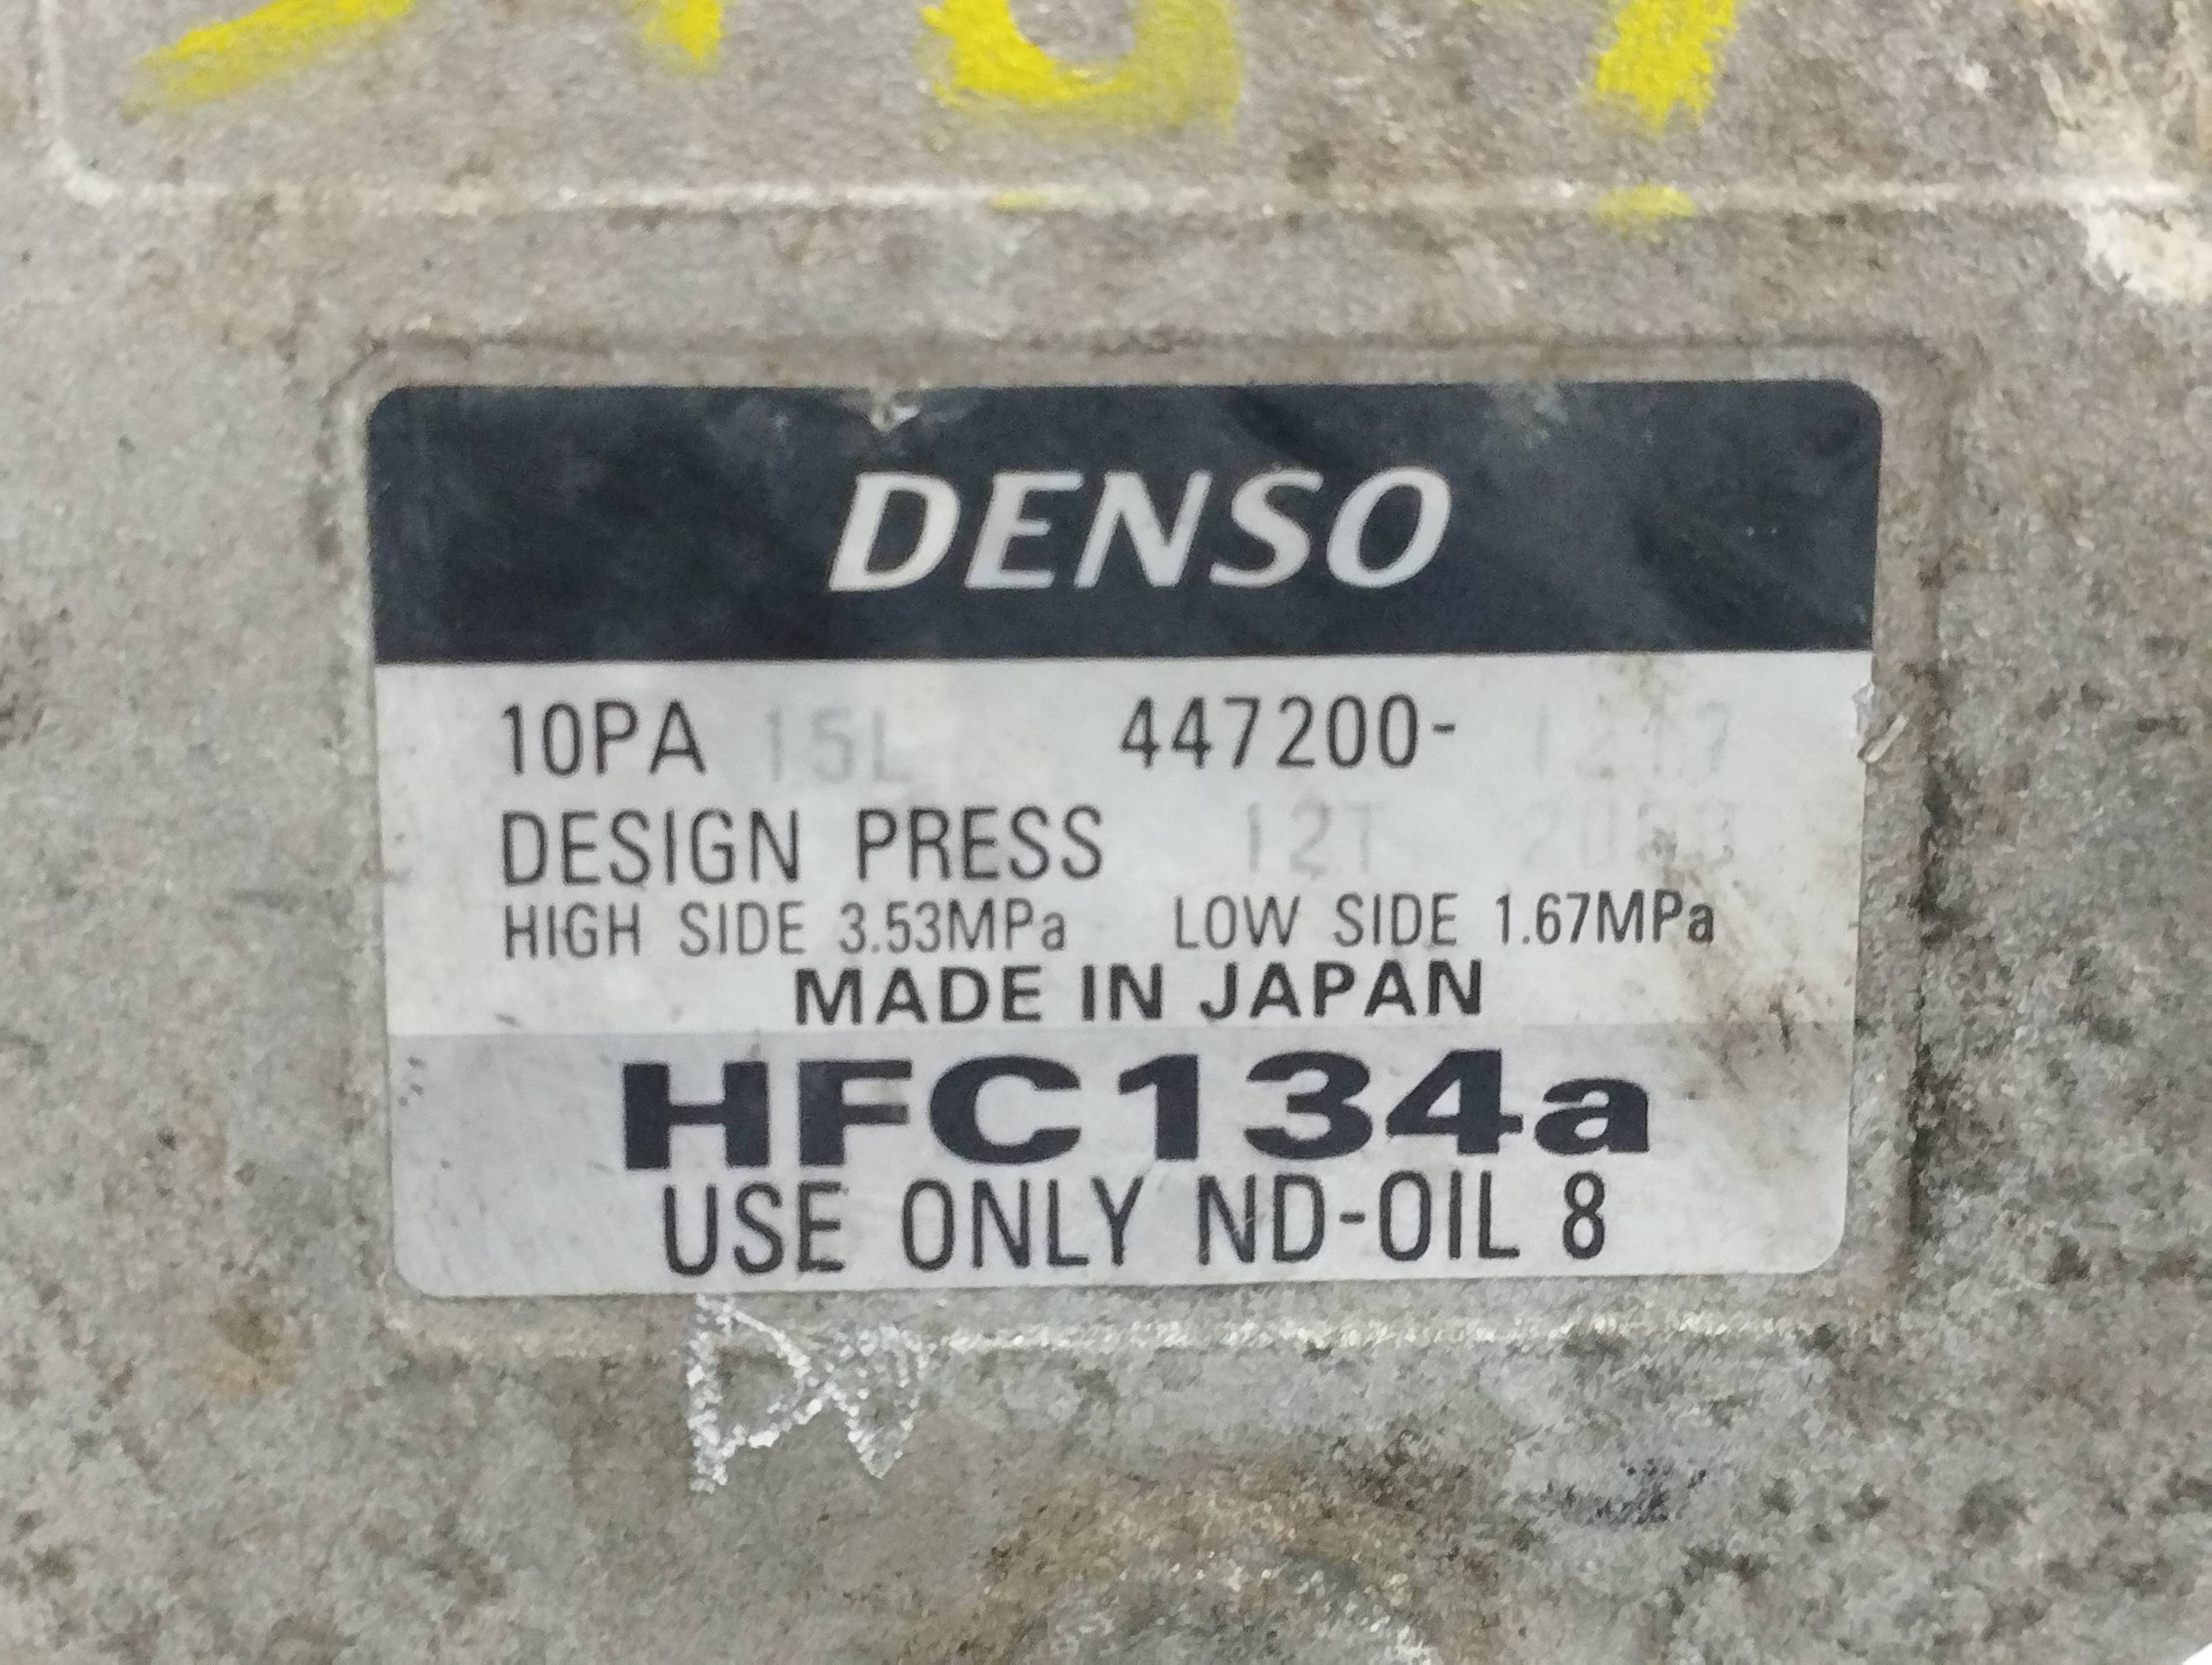 DENSO
10PA 15L 447200-
DESIGN PRESS 12T
HIGH SIDE 3.53MPa LOW SIDE 1.67MPa
MADE IN JAPAN
HFC134a
USE ONLY ND-OIL 8